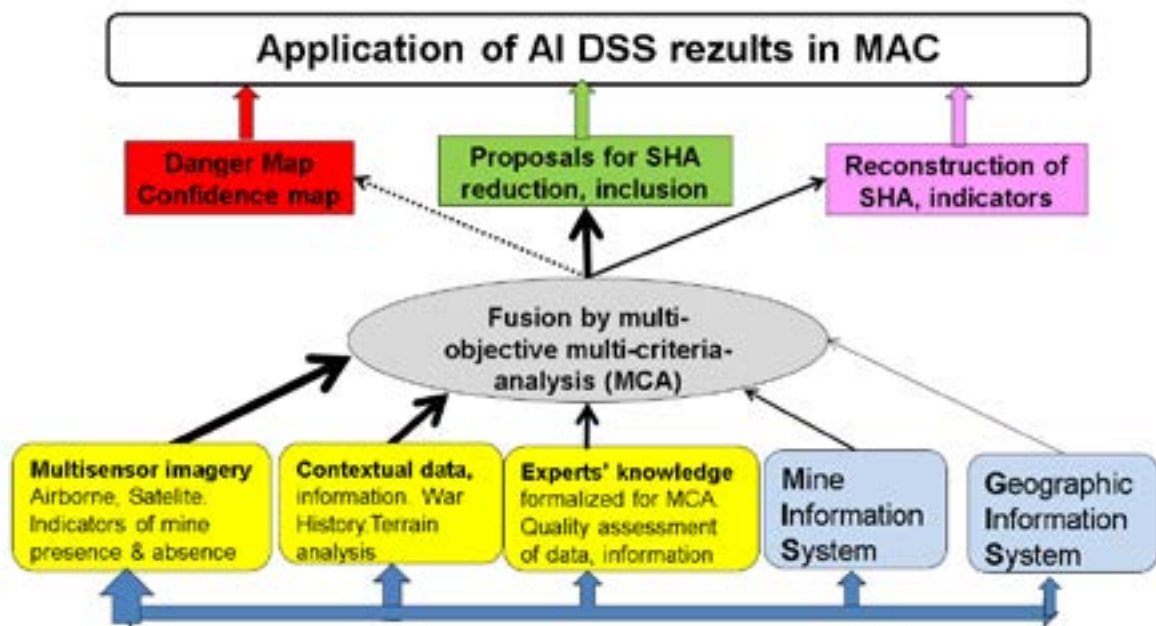 Application of AI DSS rezults in MAC
Danger Map
Confidence map
Proposals for SHA
reduction, inclusion
Reconstruction of
SHA, indicators
Fusion by multi-
objective multi-criteria-
analysis (MCA)
Multisensor imagery
Airborne, Satelite.
Indicators of mine
presence & absence
Contextual data,
information. War
History.Terrain
analysis
Experts' knowledge
formalized for MCA.
Quality assessment
of data, information
Mine
Information
System
Geographic
Information
System